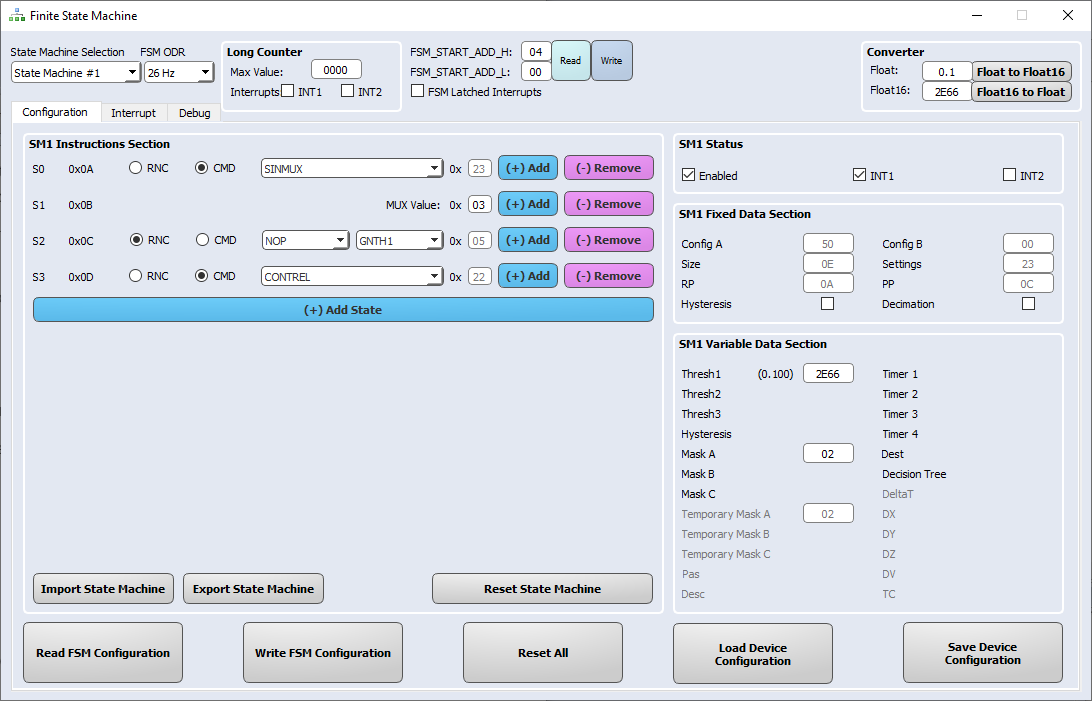 Finite State Machine
State Machine Selection FSM ODR
State Machine #1 26 Hz
Long Counter
Max Value: 0000
Interrupts: INT1 INT2
FSM_START_ADD_H: 04
FSM_START_ADD_L: 00
Read Write
FSM Latched Interrupts
Converter
Float: 0.1 Float to Float16
Float16: 2E66 Float16 to Float
Configuration Interrupt Debug
SM1 Instructions Section
S0 0x0A RNC CMD SINMUX 0x 23 (+) Add (-) Remove
S1 0x0B MUX Value: 0x 03 (+) Add (-) Remove
S2 0x0C RNC CMD NOP GNTH1 0x 05 (+) Add (-) Remove
S3 0x0D RNC CMD CONTREL 0x 22 (+) Add (-) Remove
(+) Add State
Import State Machine Export State Machine Reset State Machine
SM1 Status
Enabled INT1 INT2
SM1 Fixed Data Section
Config A 50 Config B 00
Size 0E Settings 23
RP 0A PP 0C
Hysteresis Decimation
SM1 Variable Data Section
Thresh1 (0.100) 2E66 Timer 1
Thresh2 Timer 2
Thresh3 Timer 3
Hysteresis Timer 4
Mask A 02 Dest
Mask B Decision Tree
Mask C DeltaT
Temporary Mask A 02 DX
Temporary Mask B DY
Temporary Mask C DZ
Pas DV
Desc TC
Read FSM Configuration Write FSM Configuration Reset All
Load Device
Configuration
Save Device
Configuration